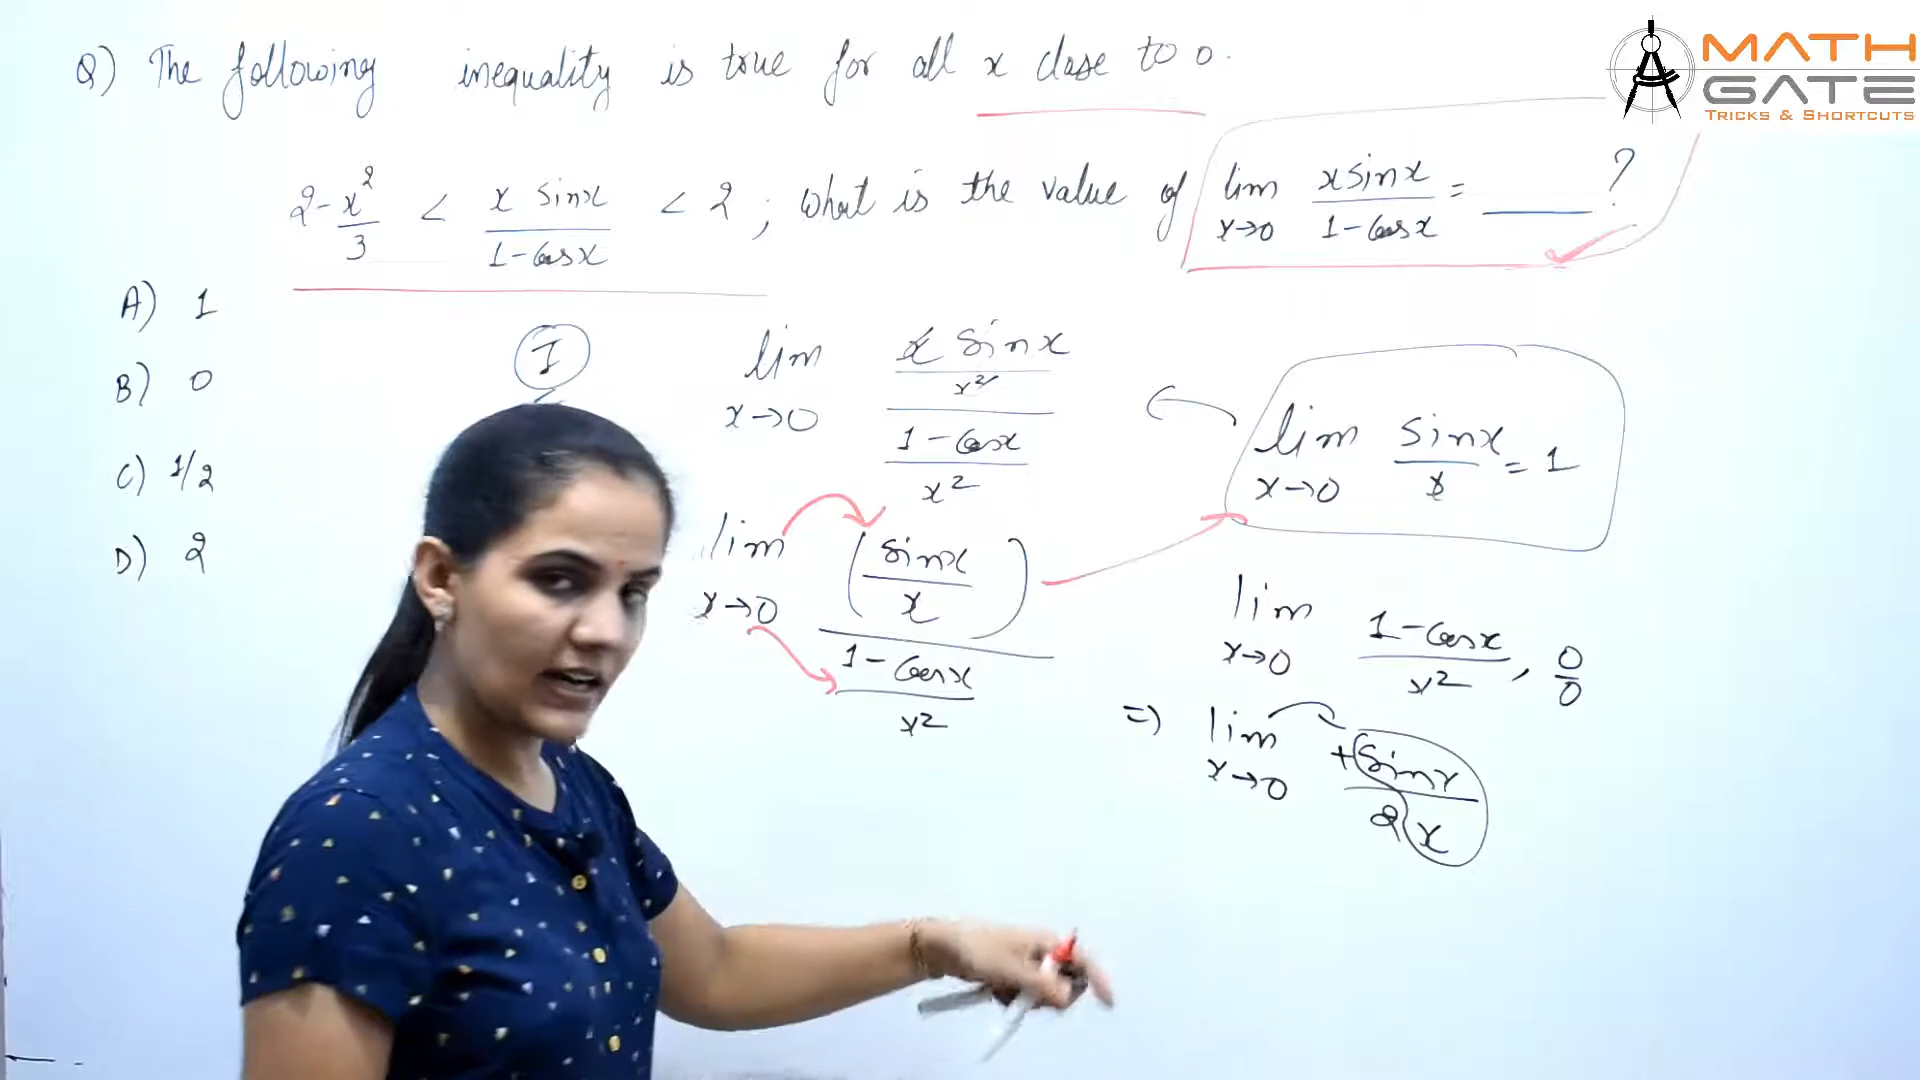 Q) The following inequality is true for all x close to 0.
2 - x²/3 < x sinx / 1-Cosx < 2 ; What is the value of lim x→0 xsinx / 1-Cosx = ____ ?
A) 1
B) 0
C) 1/2
D) 2
I
lim x→0 (x sinx / x²) / (1-Cosx / x²)
lim x→0 (sinx / x) / (1-Cosx / x²)
lim x→0 sinx / x = 1
lim x→0 1-Cosx / x² , 0/0
=) lim x→0 +sinx / 2x
MATH
GATE
TRICKS & SHORTCUTS